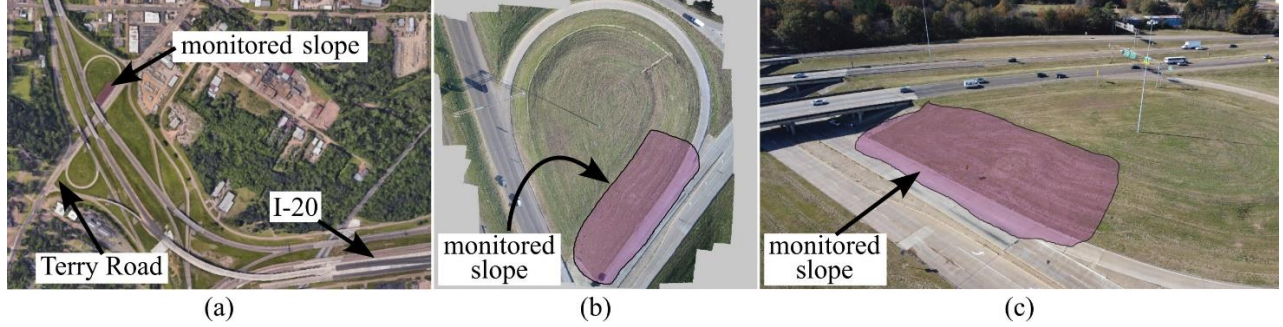 monitored slope
I-20
Terry Road
(a)
monitored
slope
(b)
monitored
slope
(c)